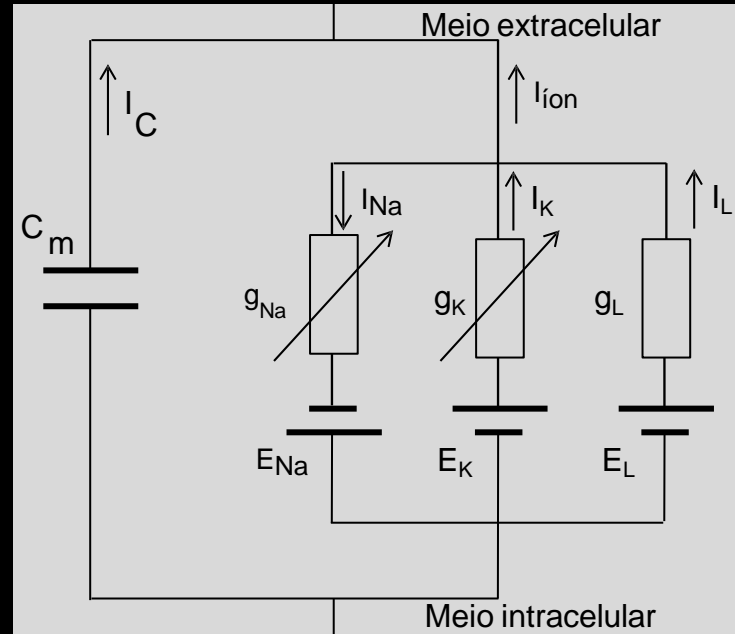 Meio extracelular
I_C
I_íon
I_Na
I_K
I_L
C_m
g_Na
g_K
g_L
E_Na
E_K
E_L
Meio intracelular